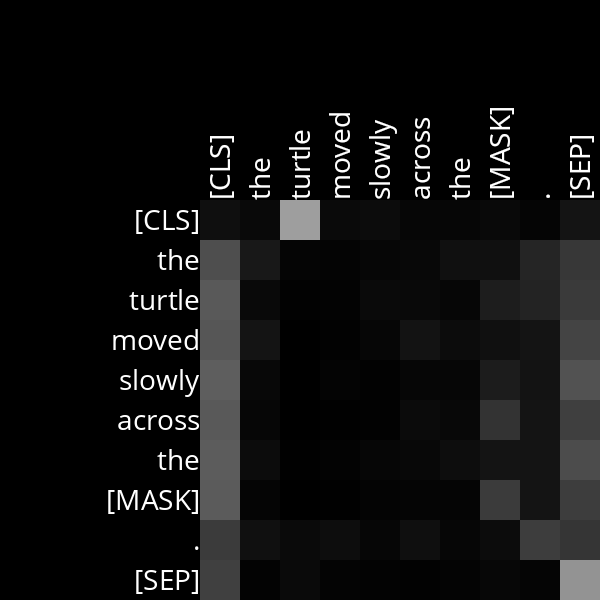 [CLS] the turtle moved slowly across the [MASK] . [SEP]
[CLS]
the
turtle
moved
slowly
across
the
[MASK]
.
[SEP]